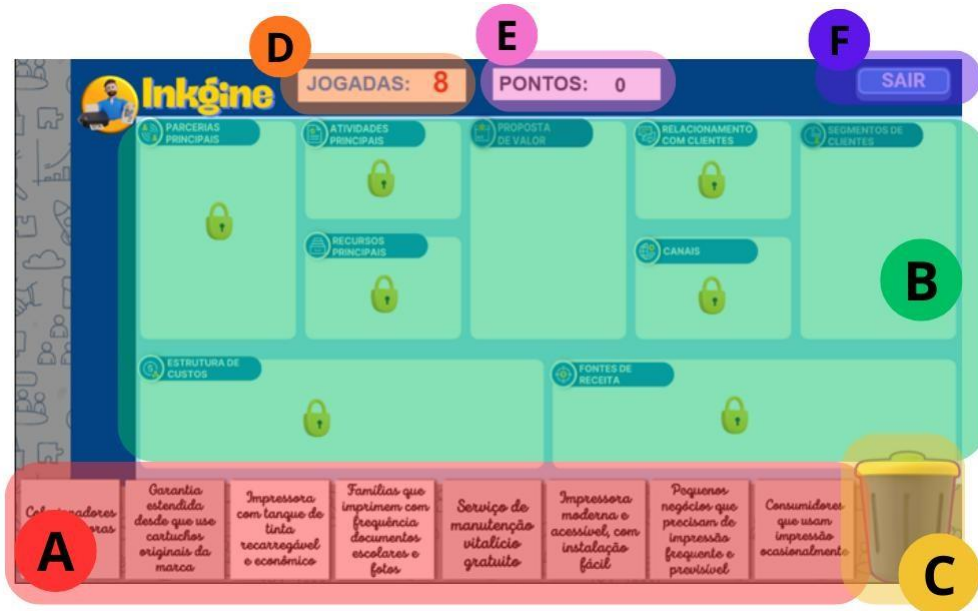 D
E
F
Inkgine
JOGADAS: 8
PONTOS: 0
SAIR
PARCERIAS
PRINCIPAIS
ATIVIDADES
PRINCIPAIS
PROPOSTA
DE VALOR
RELACIONAMENTO
COM CLIENTES
SEGMENTOS DE
CLIENTES
RECURSOS
PRINCIPAIS
CANAIS
B
ESTRUTURA DE
CUSTOS
FONTES DE
RECEITA
A
Garantia
estendida
desde que use
cartuchos
originais da
marca
Impressora
com tanque de
tinta
recarregável
e econômico
Famílias que
imprimem com
frequência
documentos
escolares e
fotos
Serviço de
manutenção
vitalício
gratuito
Impressora
moderna e
acessível, com
instalação
fácil
Pequenos
negócios que
precisam de
impressão
frequente e
previsível
Consumidores
que usam
impressão
ocasionalmente
C